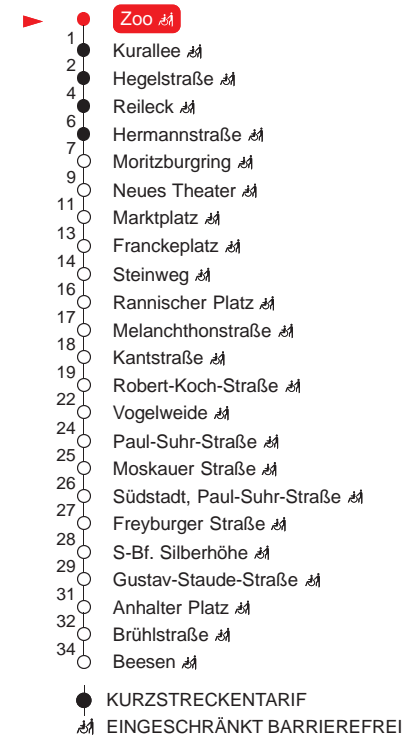 Zoo
1
Kurallee
2
Hegelstraße
4
Reileck
6
Hermannstraße
7
Moritzburgring
9
Neues Theater
11
Marktplatz
13
Franckeplatz
14
Steinweg
16
Rannischer Platz
17
Melanchthonstraße
18
Kantstraße
19
Robert-Koch-Straße
22
Vogelweide
24
Paul-Suhr-Straße
25
Moskauer Straße
26
Südstadt, Paul-Suhr-Straße
27
Freyburger Straße
28
S-Bf. Silberhöhe
29
Gustav-Staude-Straße
31
Anhalter Platz
32
Brühlstraße
34
Beesen
KURZSTRECKENTARIF
EINGESCHRÄNKT BARRIEREFREI